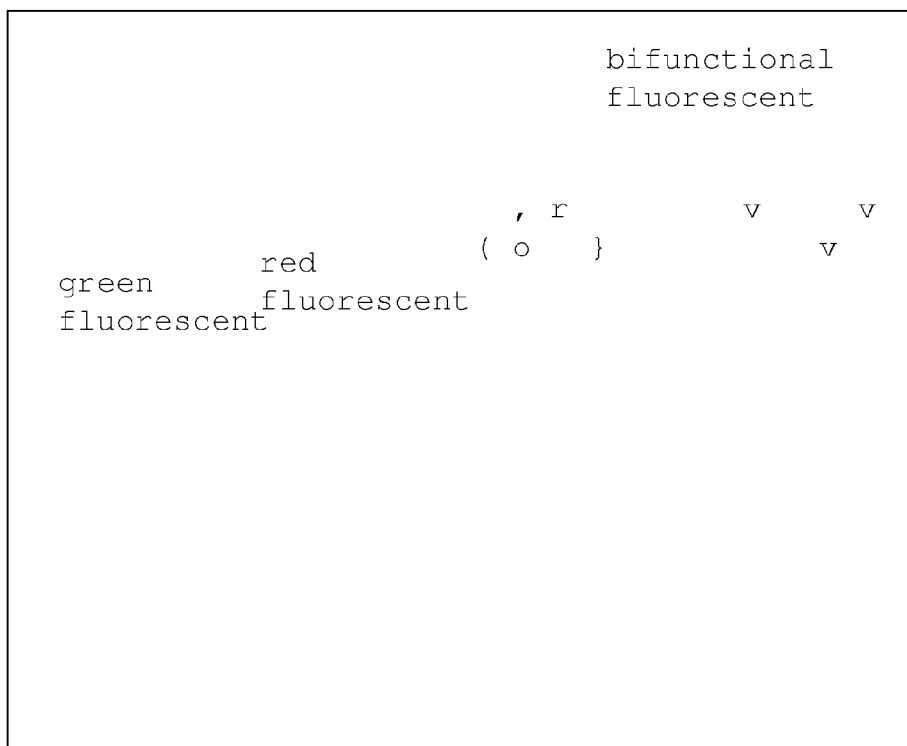 bifunctional
fluorescent
, r v v
( o } v
red
fluorescent
green
fluorescent